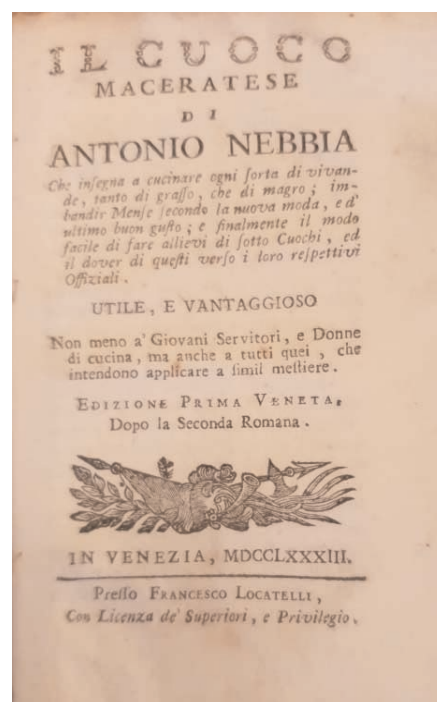 IL CUOCO
MACERATESE
DI
ANTONIO NEBBIA
Che inſegna a cucinare ogni ſorta di vivan-
de, tanto di graſſo, che di magro; im-
bandir Menſe ſecondo la nuova moda, e d'
ultimo buon guſto; e finalmente il modo
facile di fare allievi di ſotto Cuochi, ed
il dover di queſti verſo i loro reſpettivi
Offiziali.
UTILE, E VANTAGGIOSO
Non meno a' Giovani Servitori, e Donne
di cucina, ma anche a tutti quei, che
intendono applicare a ſimil meſtiere.
EDIZIONE PRIMA VENETA,
Dopo la Seconda Romana.
IN VENEZIA, MDCCLXXXIII.
Preſſo FRANCESCO LOCATELLI,
Con Licenza de' Superiori, e Privilegio.